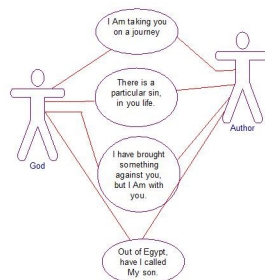 I Am taking you
on a journey
There is a
particular sin,
in you life.
God
Author
I have brought
something
against you,
but I Am with
you.
Out of Egypt,
have I called
My son.